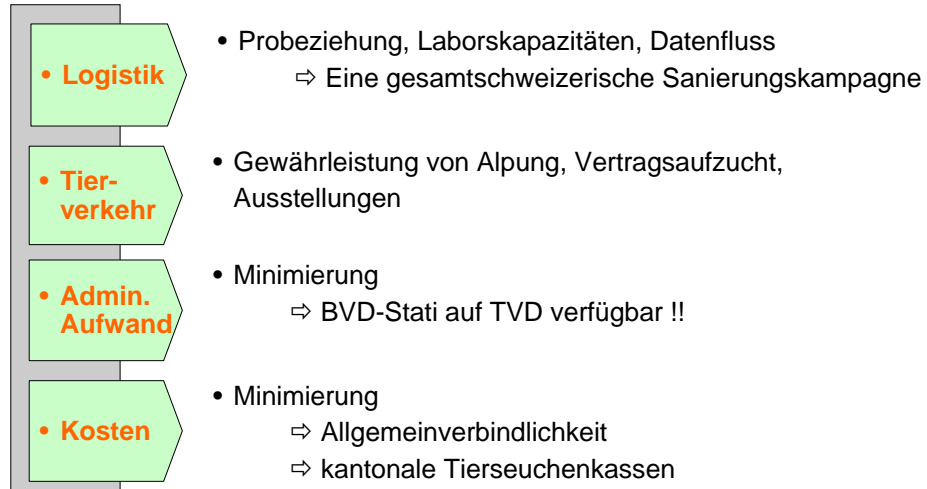 • Logistik
• Probeziehung, Laborskapazitäten, Datenfluss
⇨ Eine gesamtschweizerische Sanierungskampagne
• Tier-
verkehr
• Gewährleistung von Alpung, Vertragsaufzucht,
Ausstellungen
• Admin.
Aufwand
• Minimierung
⇨ BVD-Stati auf TVD verfügbar !!
• Kosten
• Minimierung
⇨ Allgemeinverbindlichkeit
⇨ kantonale Tierseuchenkassen